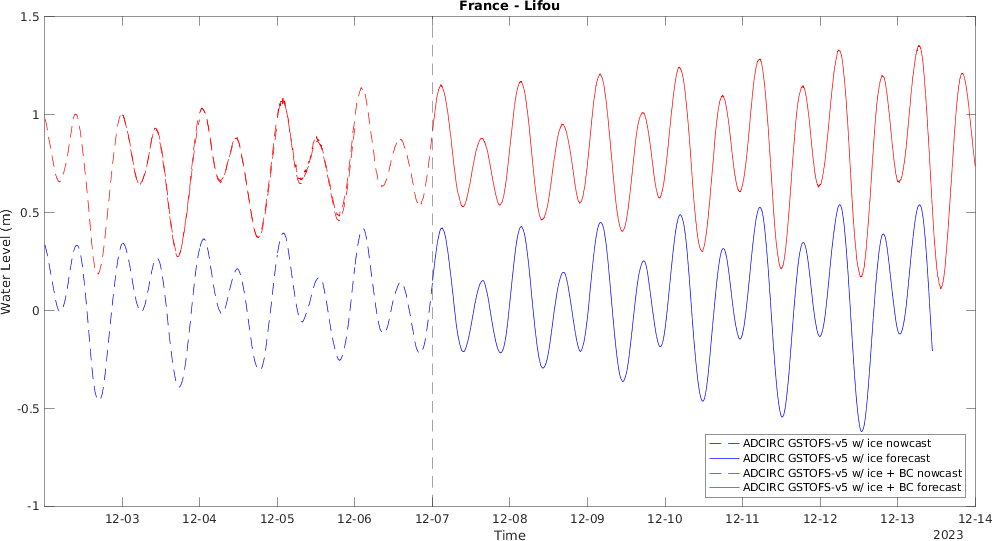 France - Lifou
Water Level (m)
1.5
1
0.5
0
-0.5
-1
12-03 12-04 12-05 12-06 12-07 12-08 12-09 12-10 12-11 12-12 12-13 12-14
Time
2023
ADCIRC GSTOFS-v5 w/ ice nowcast
ADCIRC GSTOFS-v5 w/ ice forecast
ADCIRC GSTOFS-v5 w/ ice + BC nowcast
ADCIRC GSTOFS-v5 w/ ice + BC forecast